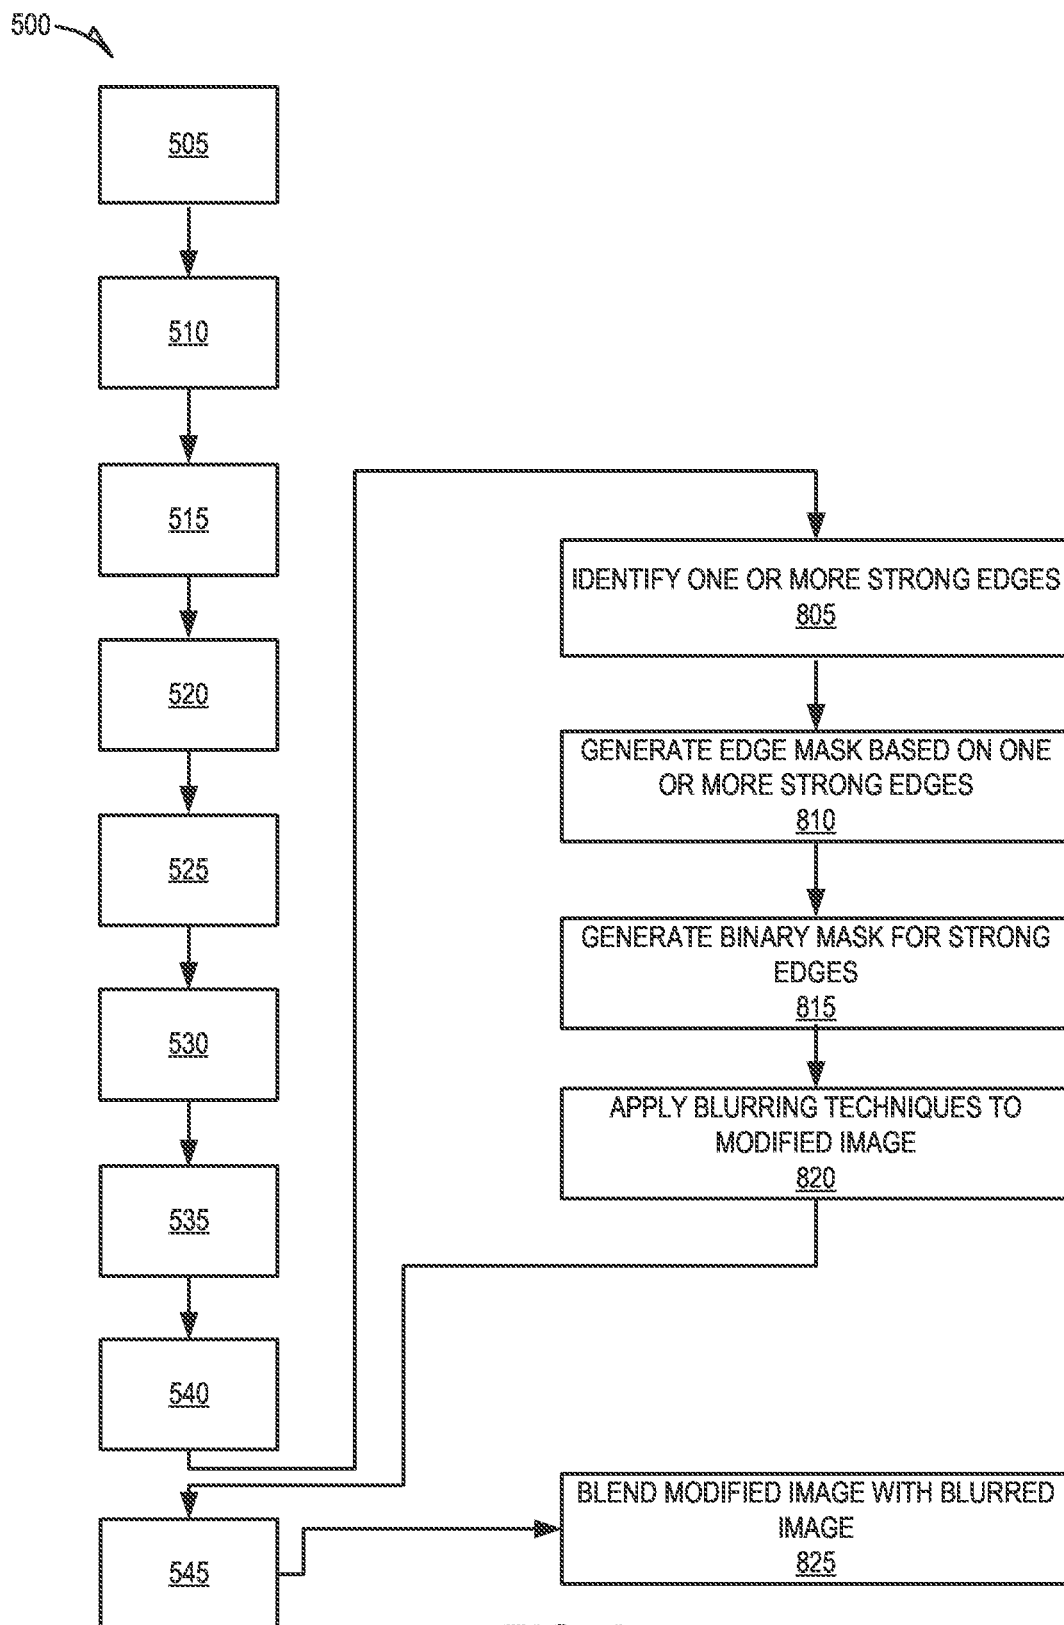 500
505
510
515
520
525
530
535
540
545
IDENTIFY ONE OR MORE STRONG EDGES
805
GENERATE EDGE MASK BASED ON ONE
OR MORE STRONG EDGES
810
GENERATE BINARY MASK FOR STRONG
EDGES
815
APPLY BLURRING TECHNIQUES TO
MODIFIED IMAGE
820
BLEND MODIFIED IMAGE WITH BLURRED
IMAGE
825